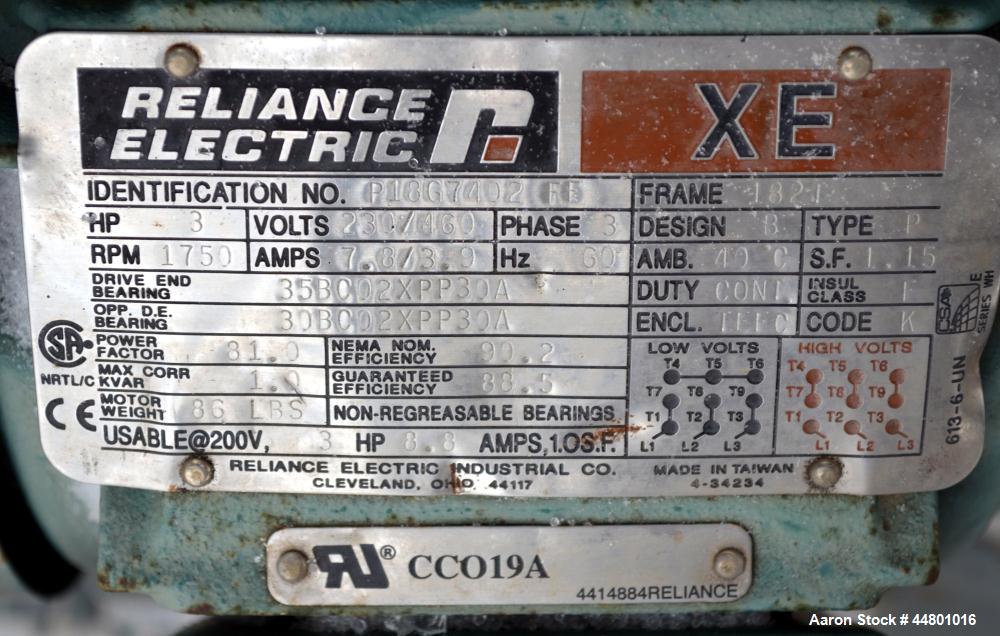 RELIANCE
ELECTRIC
XE
IDENTIFICATION NO. P18G7402 FRAME 182T
HP 3 VOLTS 230/460 PHASE 3 DESIGN B TYPE P
RPM 1750 AMPS 7.8/3.9 Hz 60 AMB. 40 C S.F. 1.15
DRIVE END BEARING 35BC02XPP30A DUTY CONT INSUL CLASS F
OPP. D.E. BEARING 30BC02XPP30A ENCL. TEFC CODE K
POWER FACTOR 81.0 NEMA NOM. EFFICIENCY 90.2
MAX CORR KVAR 1.0 GUARANTEED EFFICIENCY 88.5
MOTOR WEIGHT 86 LBS NON-REGREASABLE BEARINGS
USABLE@200V, 3 HP 8.8 AMPS, 1.0S.F.
LOW VOLTS HIGH VOLTS
T4 T5 T6 T4 T5 T6
T7 T8 T9 T7 T8 T9
T1 T2 T3 T1 T2 T3
L1 L2 L3 L1 L2 L3
SA
NRTL/C
CE
CSA
SERIES WH
613-6-UN
RELIANCE ELECTRIC INDUSTRIAL CO. MADE IN TAIWAN
CLEVELAND, OHIO 44117 4-34234
RU® CCO19A
4414884RELIANCE
Aaron Stock # 44801016